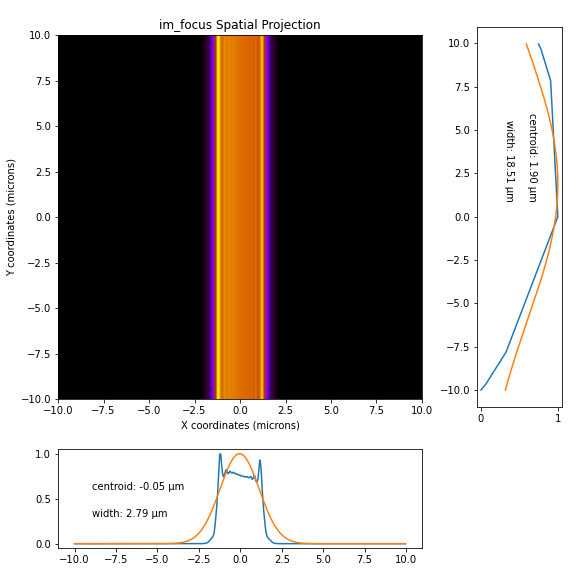 im_focus Spatial Projection
10.0
7.5
5.0
2.5
0.0
−2.5
−5.0
−7.5
−10.0
Y coordinates (microns)
−10.0 −7.5 −5.0 −2.5 0.0 2.5 5.0 7.5 10.0
X coordinates (microns)
10.0
7.5
5.0
2.5
0.0
−2.5
−5.0
−7.5
−10.0
0 1
centroid: 1.90 μm
width: 18.51 μm
1.0
0.5
0.0
centroid: -0.05 μm
width: 2.79 μm
−10.0 −7.5 −5.0 −2.5 0.0 2.5 5.0 7.5 10.0